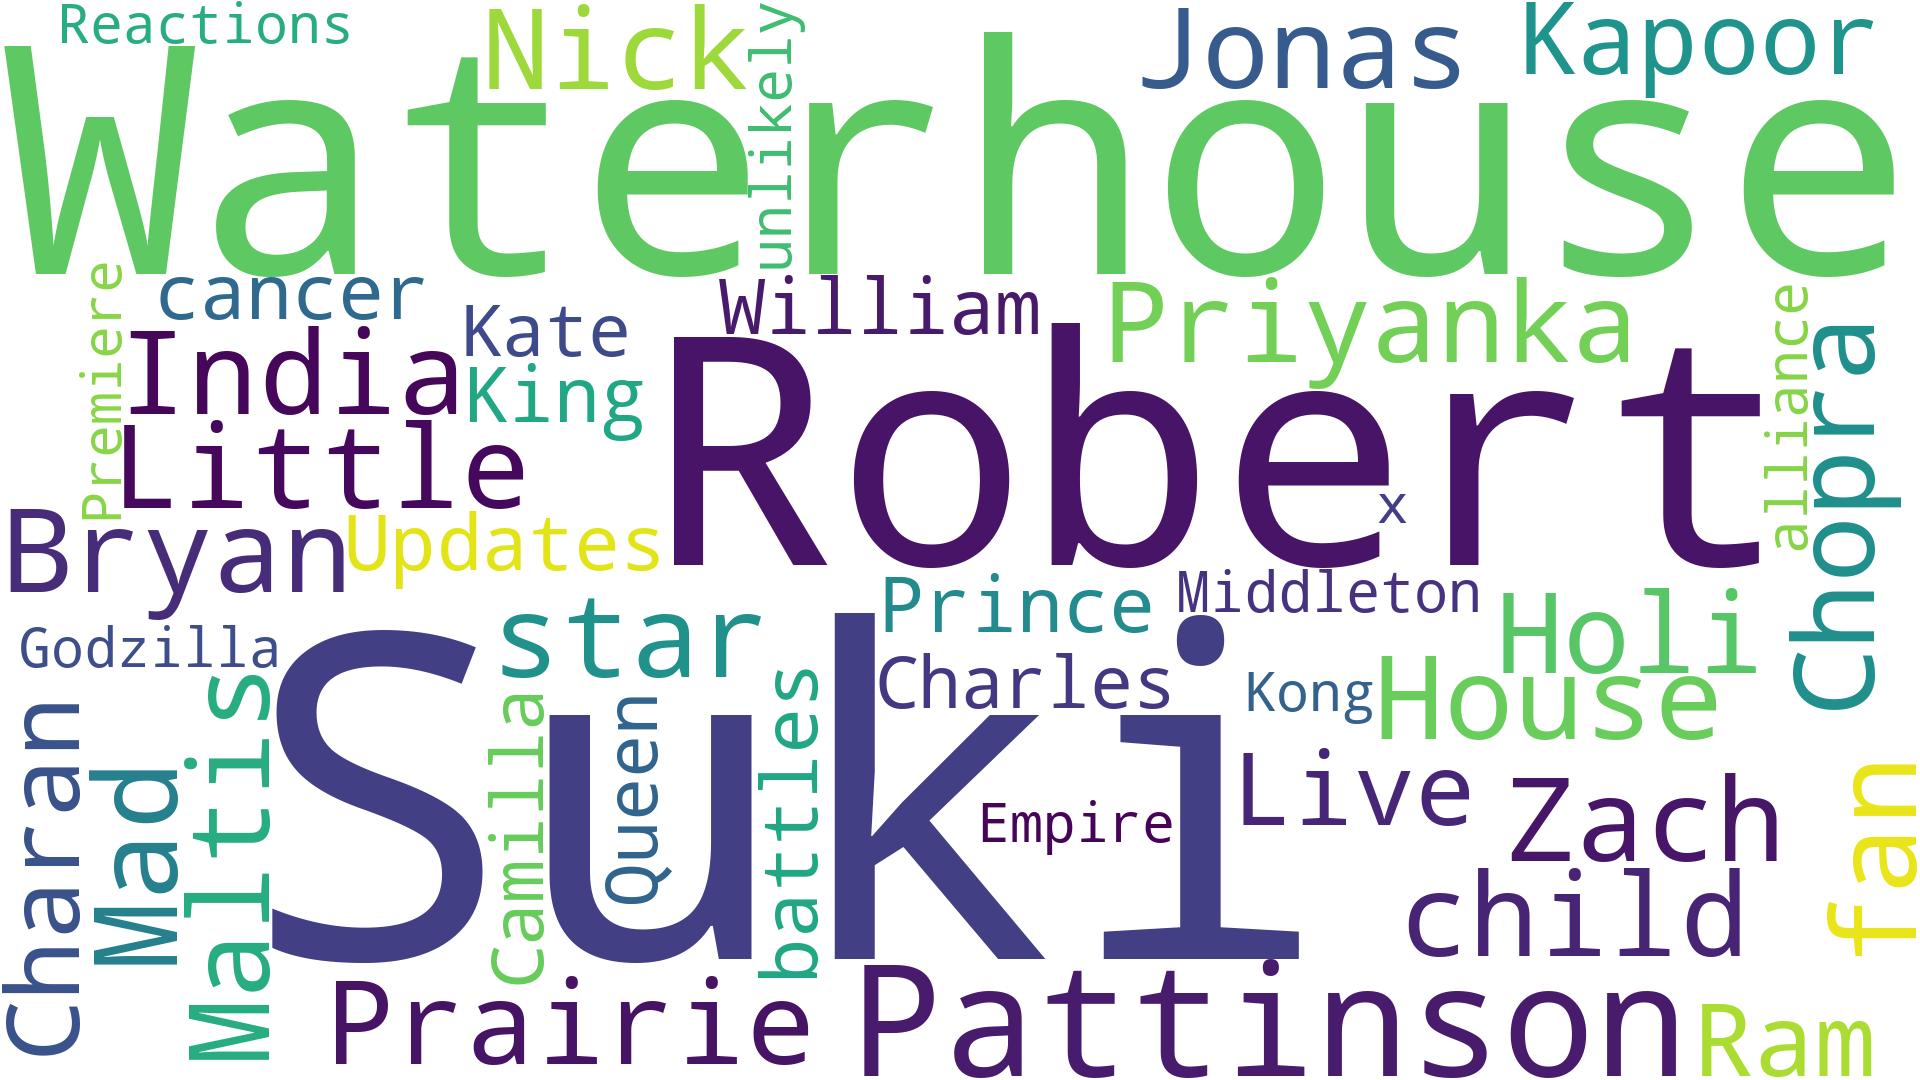 Reactions
Nick
unlikely
Jonas
Kapoor
Waterhouse
Premiere
cancer
Kate
William
Priyanka
alliance
Chopra
India
King
Robert
x
Little
Bryan
Updates
Prince
Middleton
Holi
Godzilla
star
Charles
Kong
House
Suki
Charan
Mad
Maltis
Camilla
Queen
battles
Empire
Live
Zach
fan
child
Prairie
Pattinson
Ram